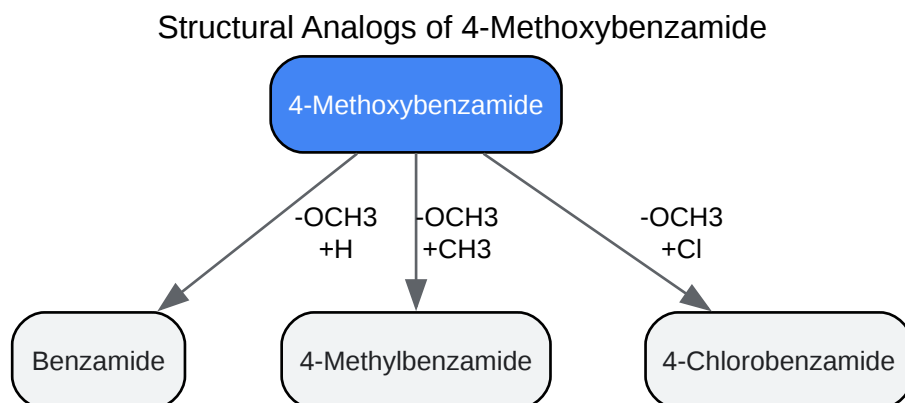 Structural Analogs of 4-Methoxybenzamide
4-Methoxybenzamide
-OCH3
+H
-OCH3
+CH3
-OCH3
+Cl
Benzamide
4-Methylbenzamide
4-Chlorobenzamide